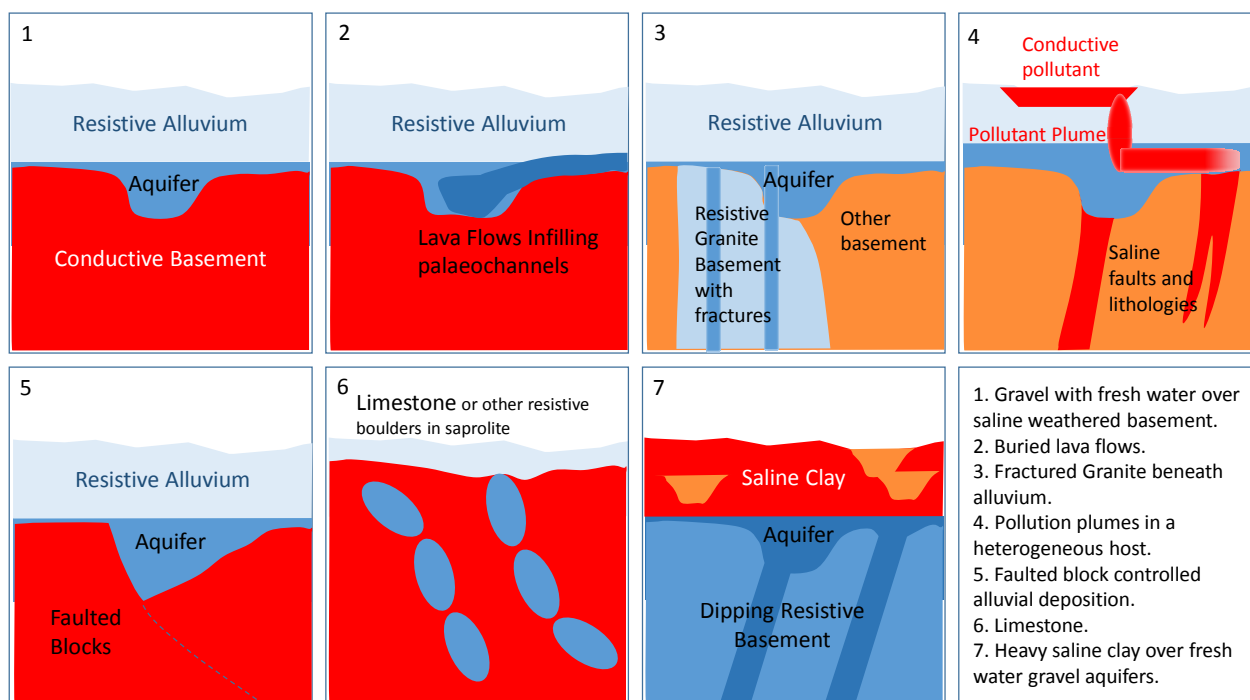 1
Resistive Alluvium
Aquifer
Conductive Basement
2
Resistive Alluvium
Lava Flows Infilling
palaeochannels
3
Resistive Alluvium
Aquifer
Resistive
Granite
Basement
with
fractures
Other
basement
4
Conductive
pollutant
Pollutant Plume
Saline
faults and
lithologies
5
Resistive Alluvium
Aquifer
Faulted
Blocks
6
Limestone or other resistive
boulders in saprolite
7
Saline Clay
Aquifer
Dipping Resistive
Basement
1. Gravel with fresh water over
saline weathered basement.
2. Buried lava flows.
3. Fractured Granite beneath
alluvium.
4. Pollution plumes in a
heterogeneous host.
5. Faulted block controlled
alluvial deposition.
6. Limestone.
7. Heavy saline clay over fresh
water gravel aquifers.